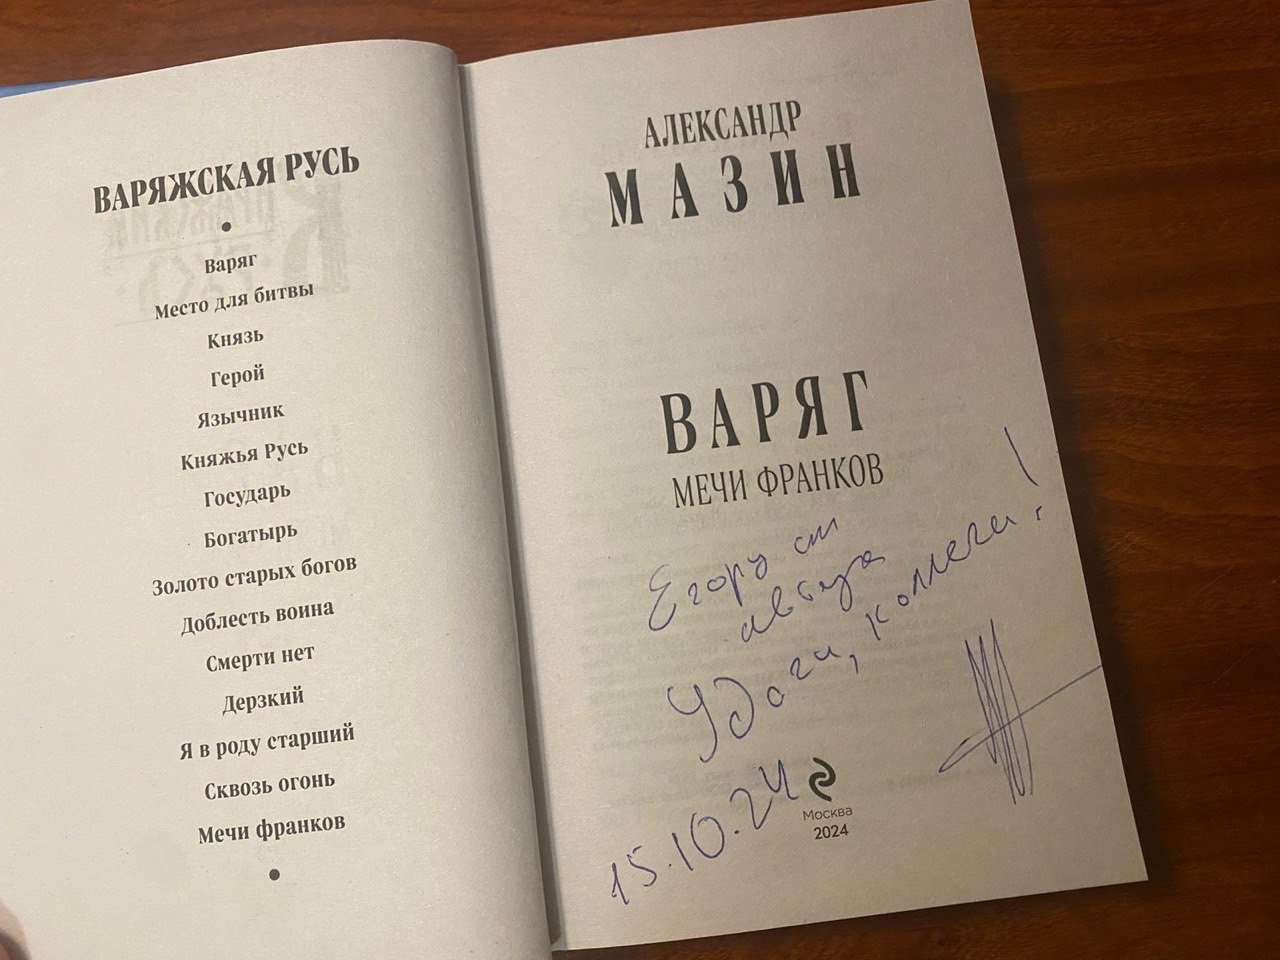 ВАРЯЖСКАЯ РУСЬ
•
Варяг
Место для битвы
Князь
Герой
Язычник
Княжья Русь
Государь
Богатырь
Золото старых богов
Доблесть воина
Смерти нет
Дерзкий
Я в роду старший
Сквозь огонь
Мечи франков
•
АЛЕКСАНДР
МАЗИН
ВАРЯГ
МЕЧИ ФРАНКОВ
Егору от
автора
Удачи, коллега!
15.10.24
Москва
2024